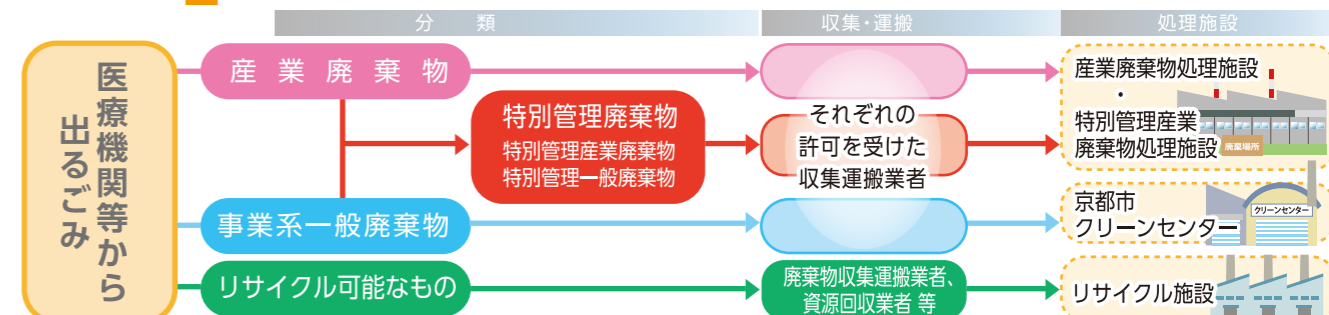 分 類
収集・運搬
処理施設
医療機関等から
出るごみ
産業廃棄物
特別管理廃棄物
特別管理産業廃棄物
特別管理一般廃棄物
事業系一般廃棄物
リサイクル可能なもの
それぞれの
許可を受けた
収集運搬業者
廃棄物収集運搬業者、
資源回収業者 等
産業廃棄物処理施設
・
特別管理産業
廃棄物処理施設
廃棄場所
京都市
クリーンセンター
クリーンセンター
リサイクル施設